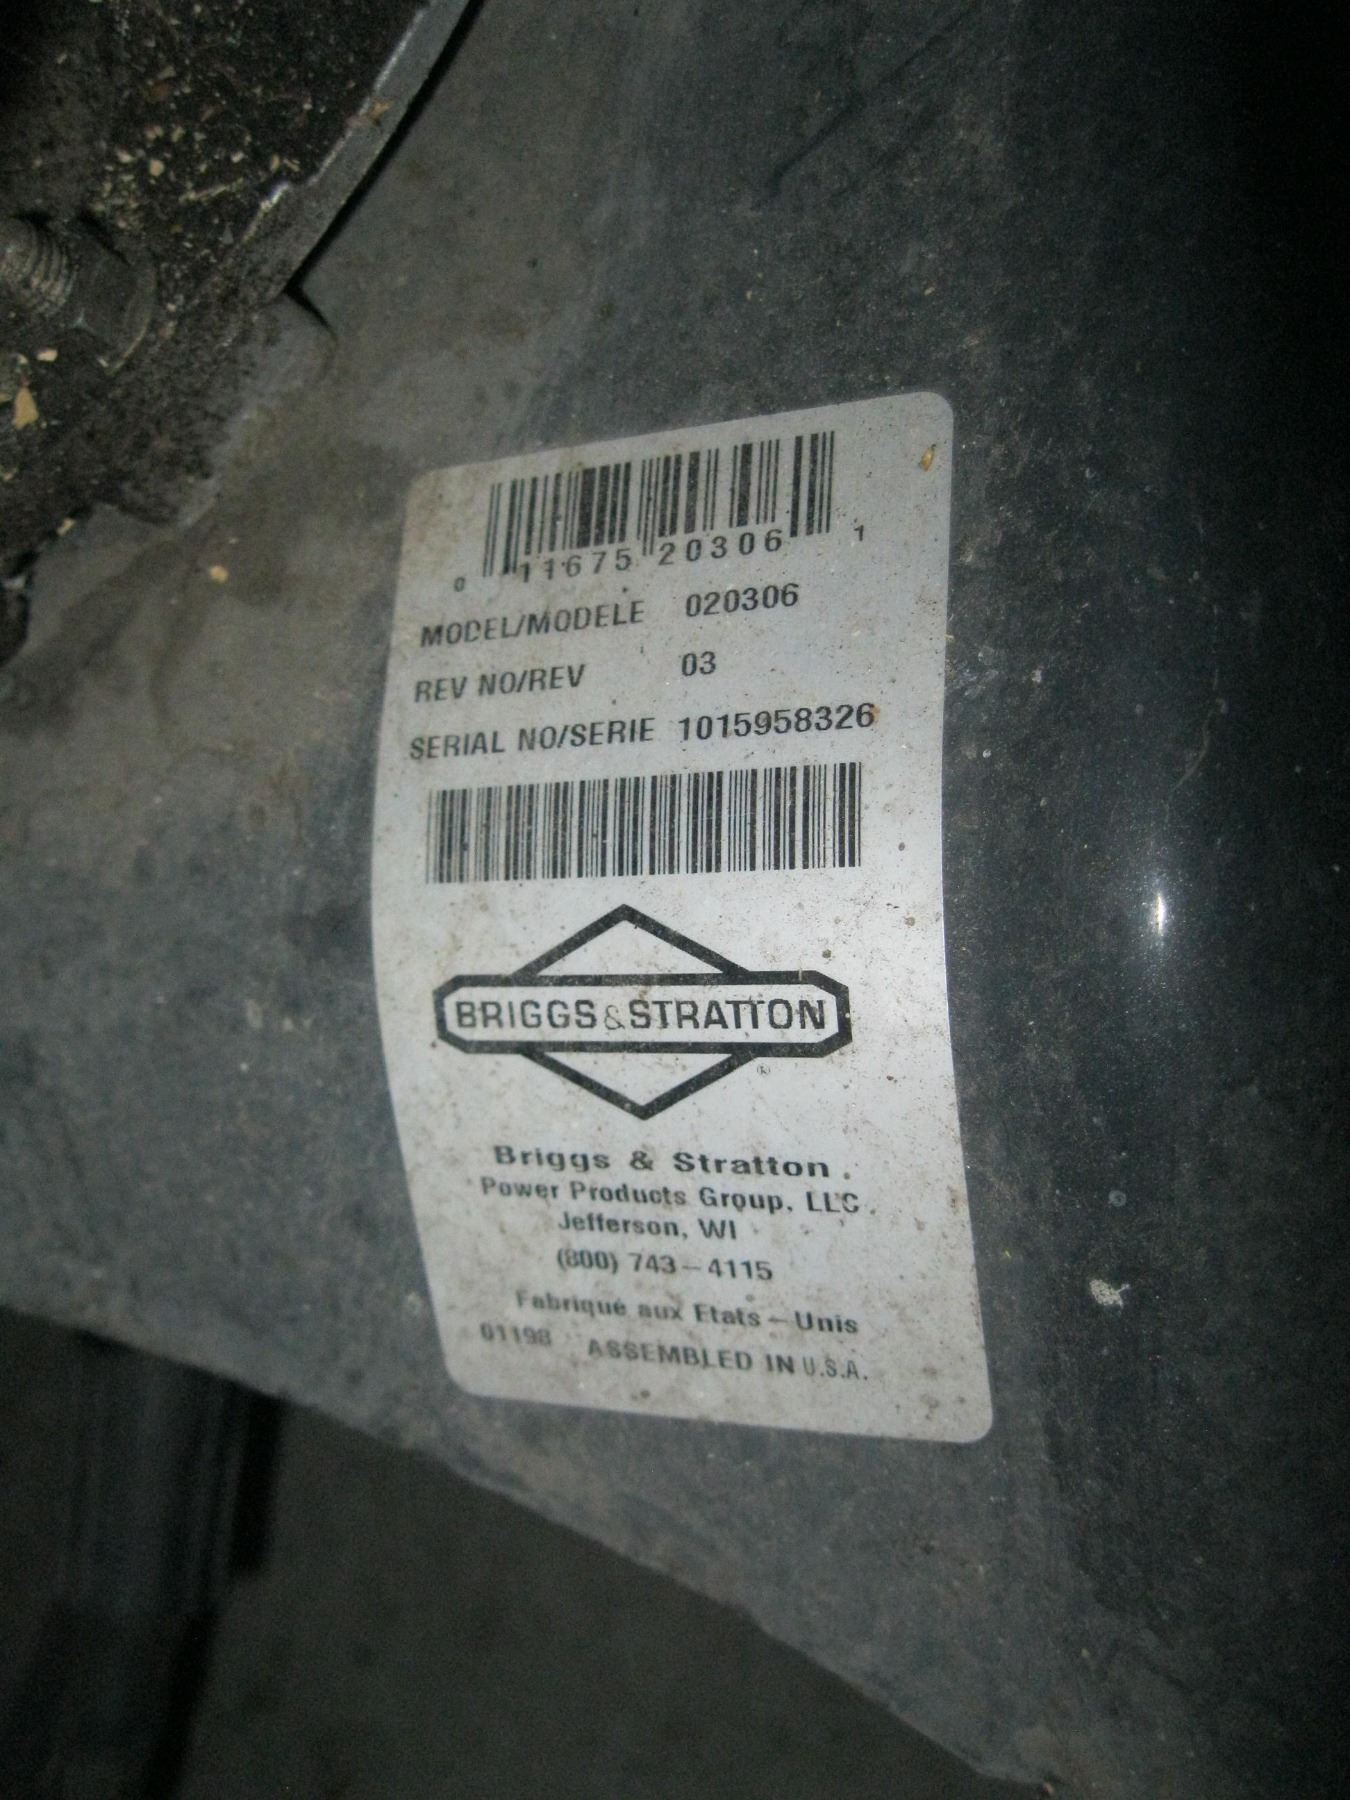 0 11675 20306 1
MODEL/MODELE 020306
REV NO/REV 03
SERIAL NO/SERIE 1015958326
BRIGGS&STRATTON
®
Briggs & Stratton
Power Products Group, LLC
Jefferson, WI
(800) 743-4115
Fabriqué aux Etats-Unis
01198 ASSEMBLED IN U.S.A.